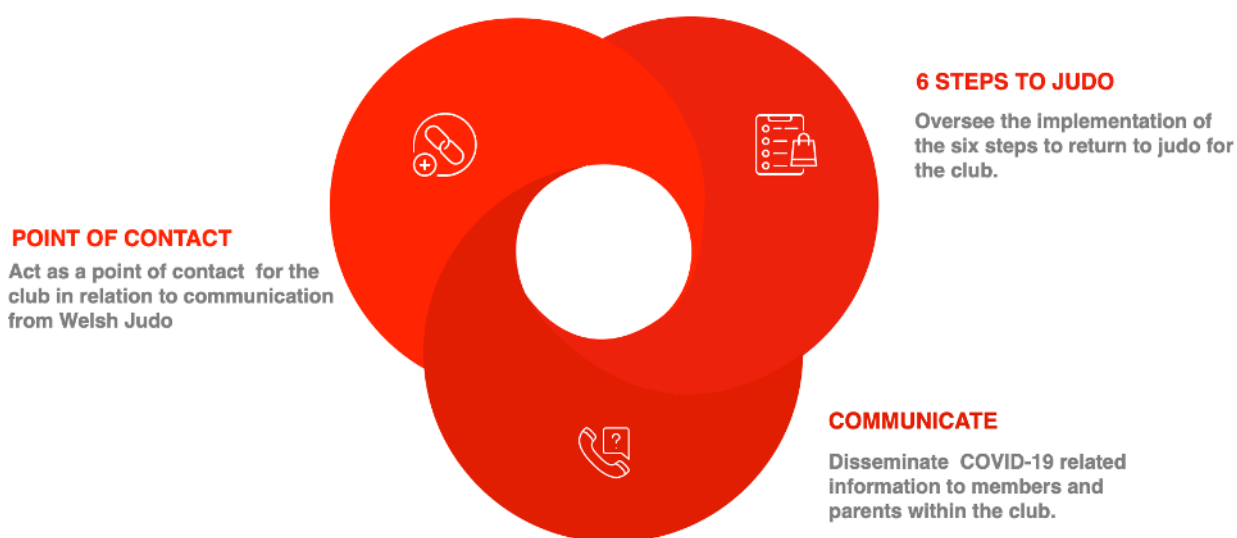 6 STEPS TO JUDO
Oversee the implementation of
the six steps to return to judo for
the club.
POINT OF CONTACT
Act as a point of contact for the
club in relation to communication
from Welsh Judo
?
COMMUNICATE
Disseminate COVID-19 related
information to members and
parents within the club.